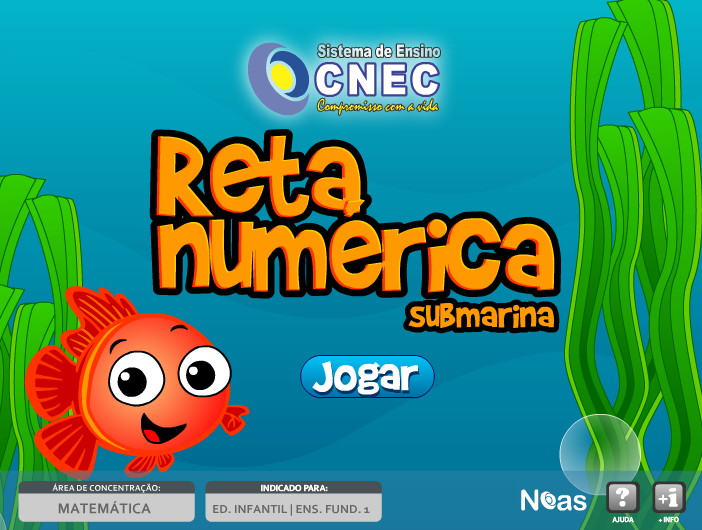 Sistema de Ensino
CNEC
Compromisso com a vida
Reta
numérica
submarina
Jogar
ÁREA DE CONCENTRAÇÃO:
MATEMÁTICA
INDICADO PARA:
ED. INFANTIL | ENS. FUND. 1
Noas
?
AJUDA
+i
+ INFO